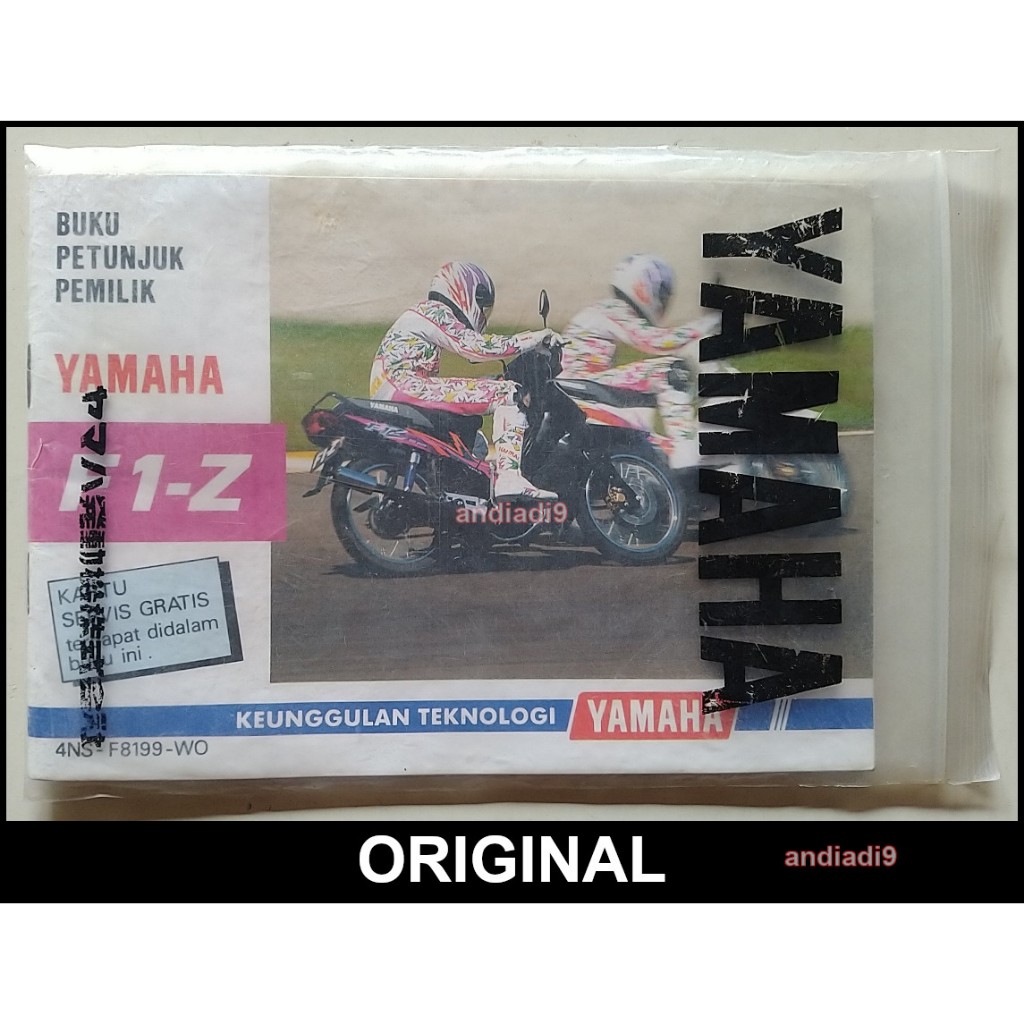 BUKU
PETUNJUK
PEMILIK
YAMAHA
F1-Z
KARTU
SERVIS GRATIS
terdapat didalam
buku ini.
YAMAHA
andiadi9
YAMAHA
KEUNGGULAN TEKNOLOGI YAMAHA
4NS-F8199-WO
ORIGINAL
andiadi9